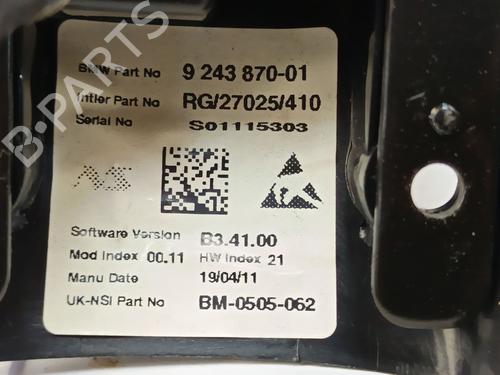 BMW Part No 9 243 870-01
Intier Part No RG/27025/410
Serial No S01115303
Software Version B3.41.00
Mod Index 00.11 HW Index 21
Manu Date 19/04/11
UK-NSI Part No BM-0505-062
B-PARTS